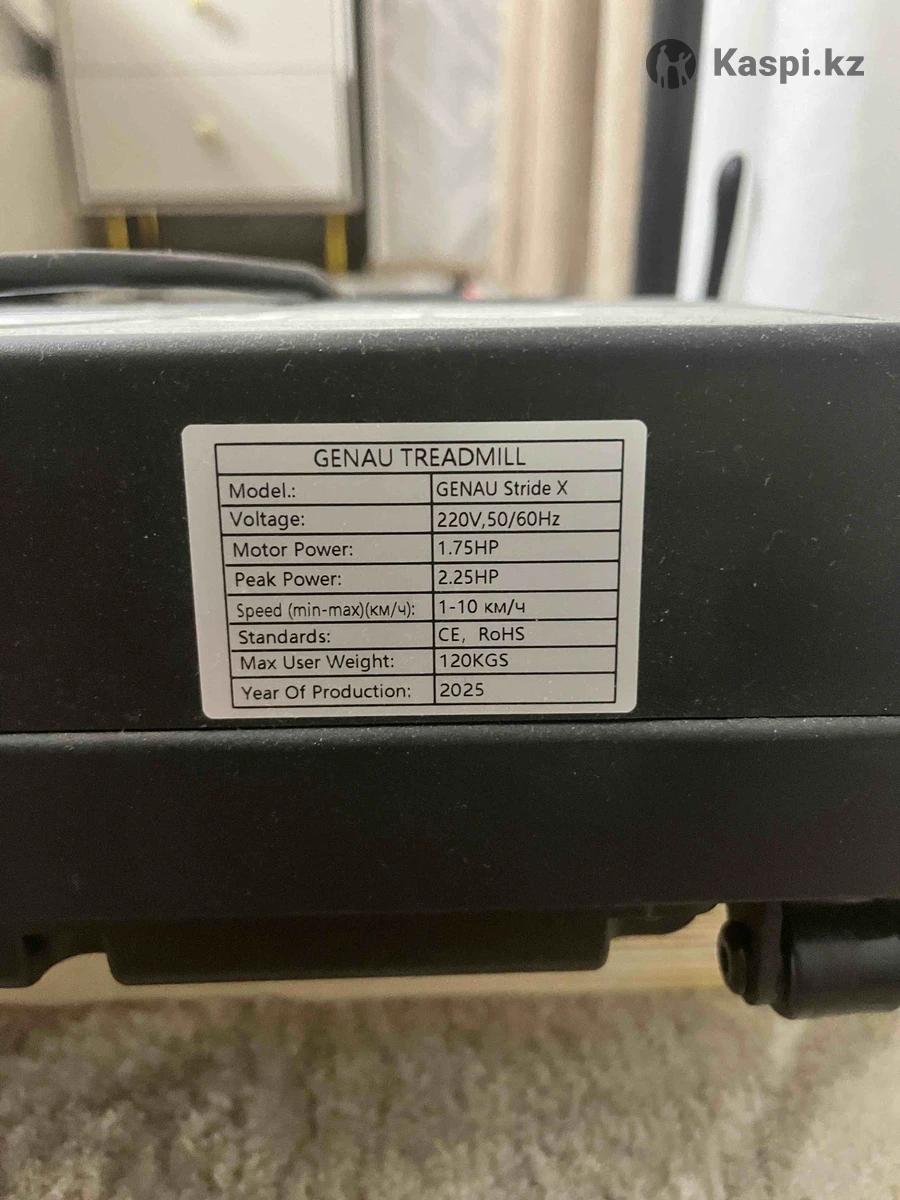 Kaspi.kz
GENAU TREADMILL
Model.: GENAU Stride X
Voltage: 220V,50/60Hz
Motor Power: 1.75HP
Peak Power: 2.25HP
Speed (min-max)(км/ч): 1-10 км/ч
Standards: CE, RoHS
Max User Weight: 120KGS
Year Of Production: 2025